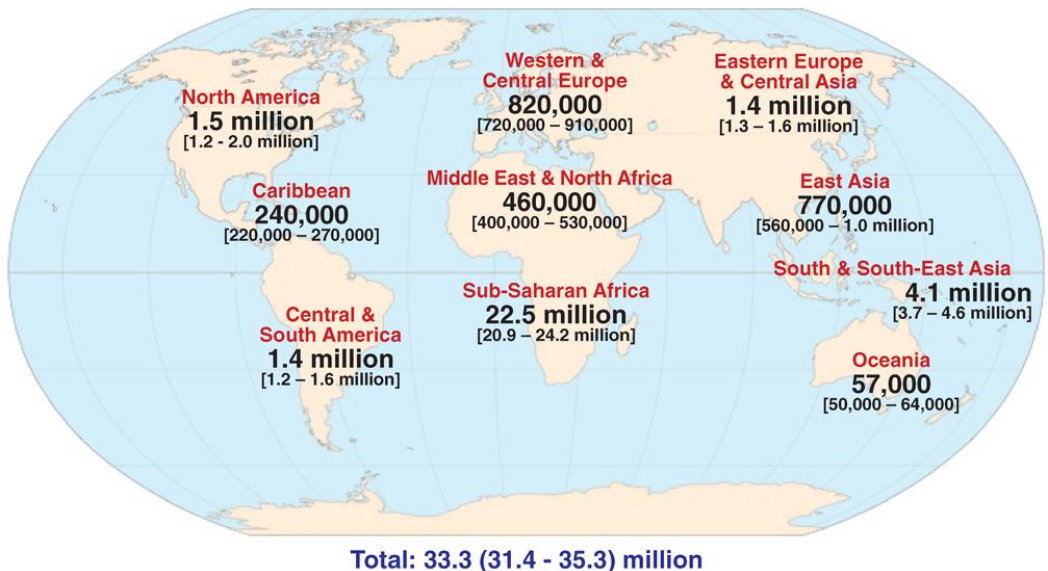 Western &
Central Europe
820,000
[720,000 – 910,000]
Eastern Europe
& Central Asia
1.4 million
[1.3 – 1.6 million]
North America
1.5 million
[1.2 - 2.0 million]
Caribbean
240,000
[220,000 – 270,000]
Middle East & North Africa
460,000
[400,000 – 530,000]
East Asia
770,000
[560,000 – 1.0 million]
South & South-East Asia
4.1 million
[3.7 – 4.6 million]
Sub-Saharan Africa
22.5 million
[20.9 – 24.2 million]
Central &
South America
1.4 million
[1.2 – 1.6 million]
Oceania
57,000
[50,000 – 64,000]
Total: 33.3 (31.4 - 35.3) million